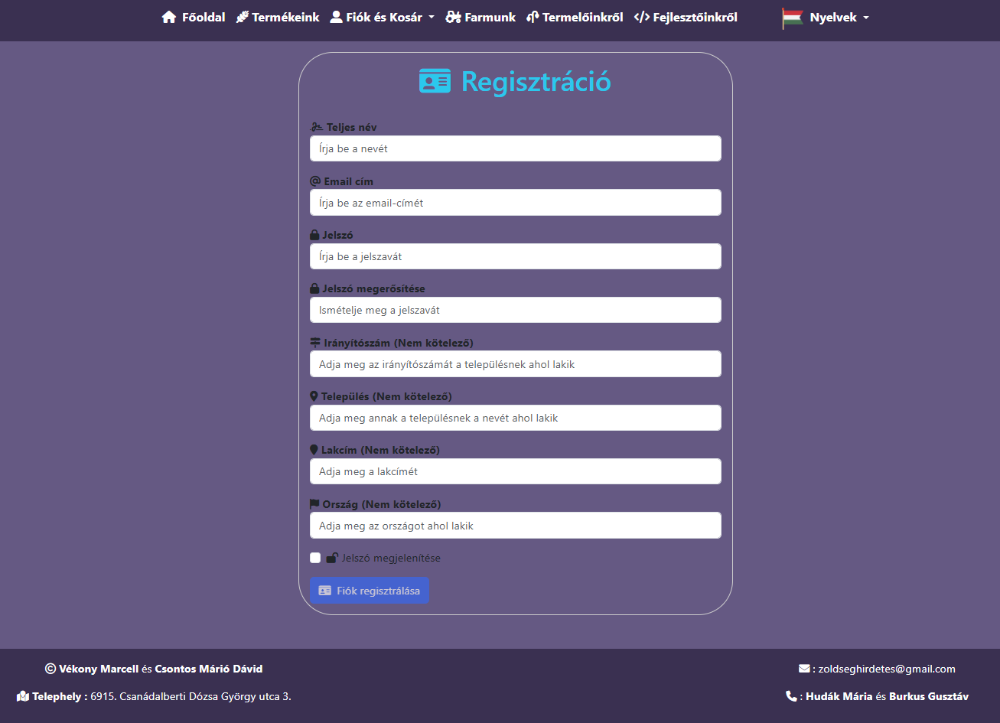 Főoldal Termékeink Fiók és Kosár Farmunk Termelőinkről Fejlesztőinkről Nyelvek
Regisztráció
Teljes név
Írja be a nevét
Email cím
Írja be az email-címét
Jelszó
Írja be a jelszavát
Jelszó megerősítése
Ismételje meg a jelszavát
Irányítószám (Nem kötelező)
Adja meg az irányítószámát a településnek ahol lakik
Település (Nem kötelező)
Adja meg annak a településnek a nevét ahol lakik
Lakcím (Nem kötelező)
Adja meg a lakcímét
Ország (Nem kötelező)
Adja meg az országot ahol lakik
Jelszó megjelenítése
Fiók regisztrálása
© Vékony Marcell és Csontos Márió Dávid
: zoldseghirdetes@gmail.com
Telephely : 6915. Csanádalberti Dózsa György utca 3.
: Hudák Mária és Burkus Gusztáv